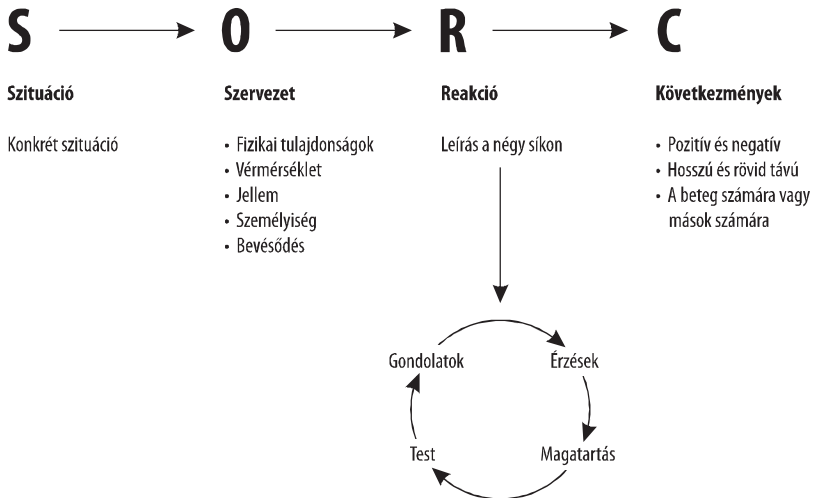 S O R C
Szituáció
Konkrét szituáció
Szervezet
• Fizikai tulajdonságok
• Vérmérséklet
• Jellem
• Személyiség
• Bevésődés
Reakció
Leírás a négy síkon
Következmények
• Pozitív és negatív
• Hosszú és rövid távú
• A beteg számára vagy
mások számára
Gondolatok
Érzések
Test
Magatartás